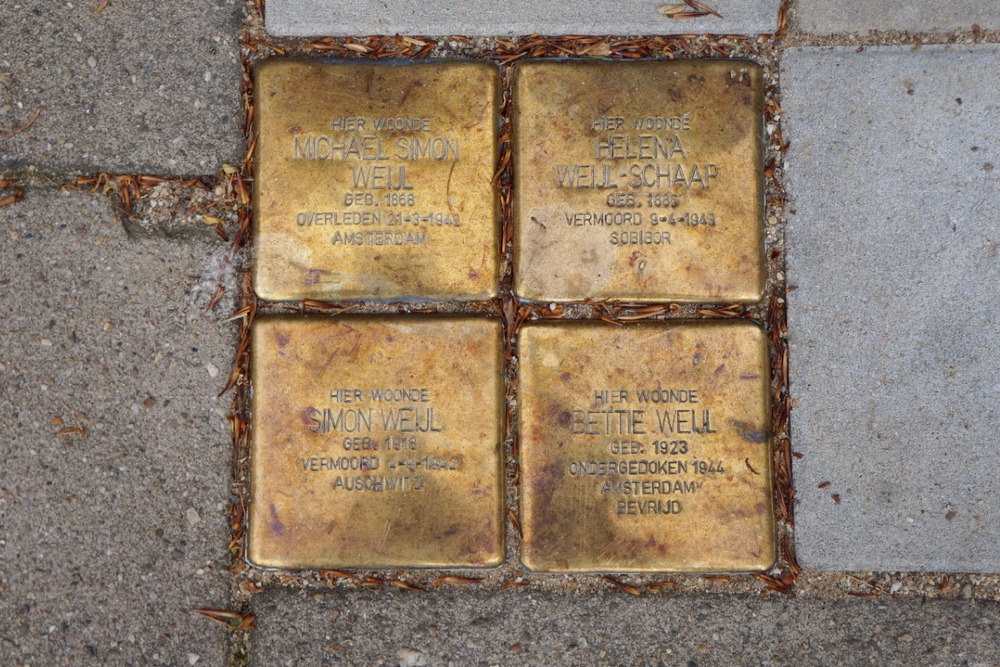 HIER WOONDE
MICHAEL SIMON
WEIJL
GEB. 1868
OVERLEDEN 21-3-1942
AMSTERDAM
HIER WOONDE
HELENA
WEIJL-SCHAAP
GEB. 1886
VERMOORD 9-4-1943
SOBIBOR
HIER WOONDE
SIMON WEIJL
GEB. 1918
VERMOORD
AUSCHWITZ
HIER WOONDE
BETTIE WEIJL
GEB. 1923
ONDERGEDOKEN 1944
AMSTERDAM
BEVRIJD